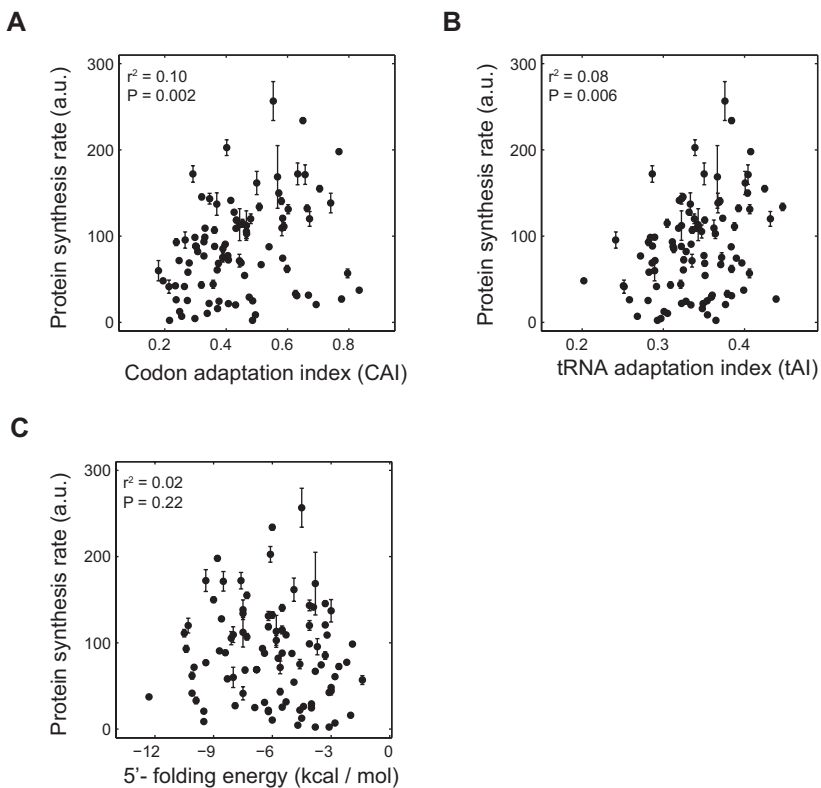 A
r² = 0.10
P = 0.002
Protein synthesis rate (a.u.)
300
200
100
0
0.2 0.4 0.6 0.8
Codon adaptation index (CAI)
B
r² = 0.08
P = 0.006
Protein synthesis rate (a.u.)
300
200
100
0
0.2 0.3 0.4
tRNA adaptation index (tAI)
C
r² = 0.02
P = 0.22
Protein synthesis rate (a.u.)
300
200
100
0
−12 −9 −6 −3 0
5'- folding energy (kcal / mol)